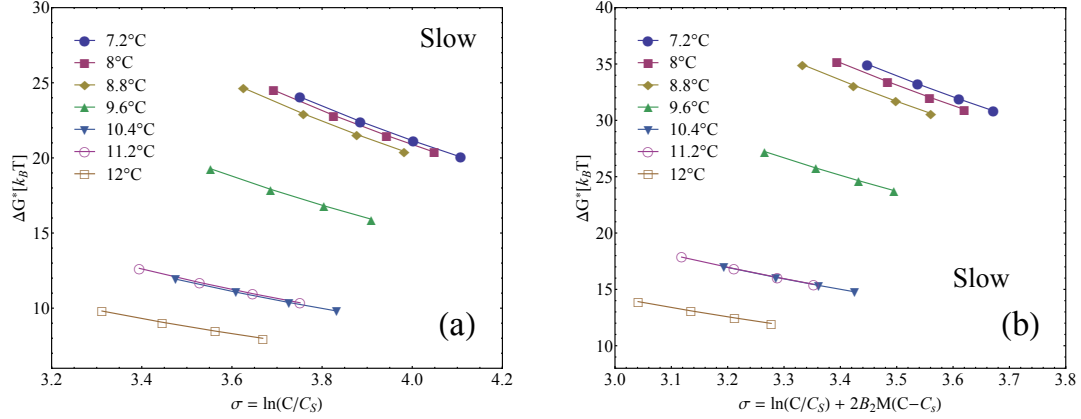 (a)
30
25
20
15
10
ΔG*[k_BT]
Slow
7.2°C
8°C
8.8°C
9.6°C
10.4°C
11.2°C
12°C
(a)
3.2 3.4 3.6 3.8 4.0 4.2
σ = ln(C/C_S)
(b)
40
35
30
25
20
15
10
ΔG*[k_BT]
7.2°C
8°C
8.8°C
9.6°C
10.4°C
11.2°C
12°C
Slow
(b)
3.0 3.1 3.2 3.3 3.4 3.5 3.6 3.7 3.8
σ = ln(C/C_S) + 2B_2M(C−C_s)